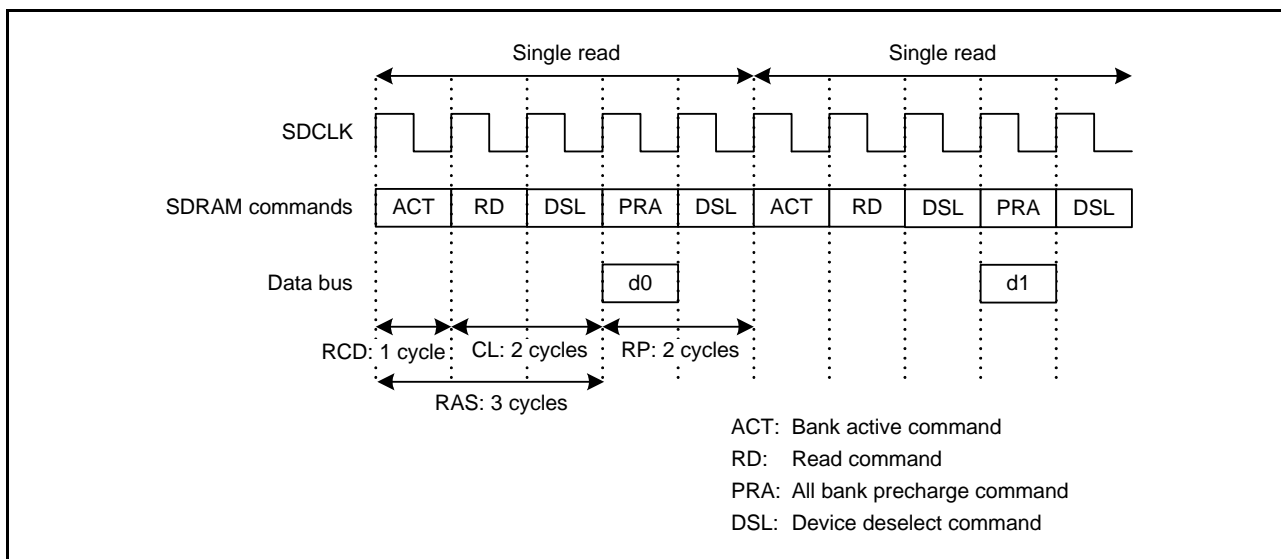 Single read Single read
SDCLK
SDRAM commands ACT RD DSL PRA DSL ACT RD DSL PRA DSL
Data bus d0 d1
RCD: 1 cycle CL: 2 cycles RP: 2 cycles
RAS: 3 cycles
ACT: Bank active command
RD: Read command
PRA: All bank precharge command
DSL: Device deselect command